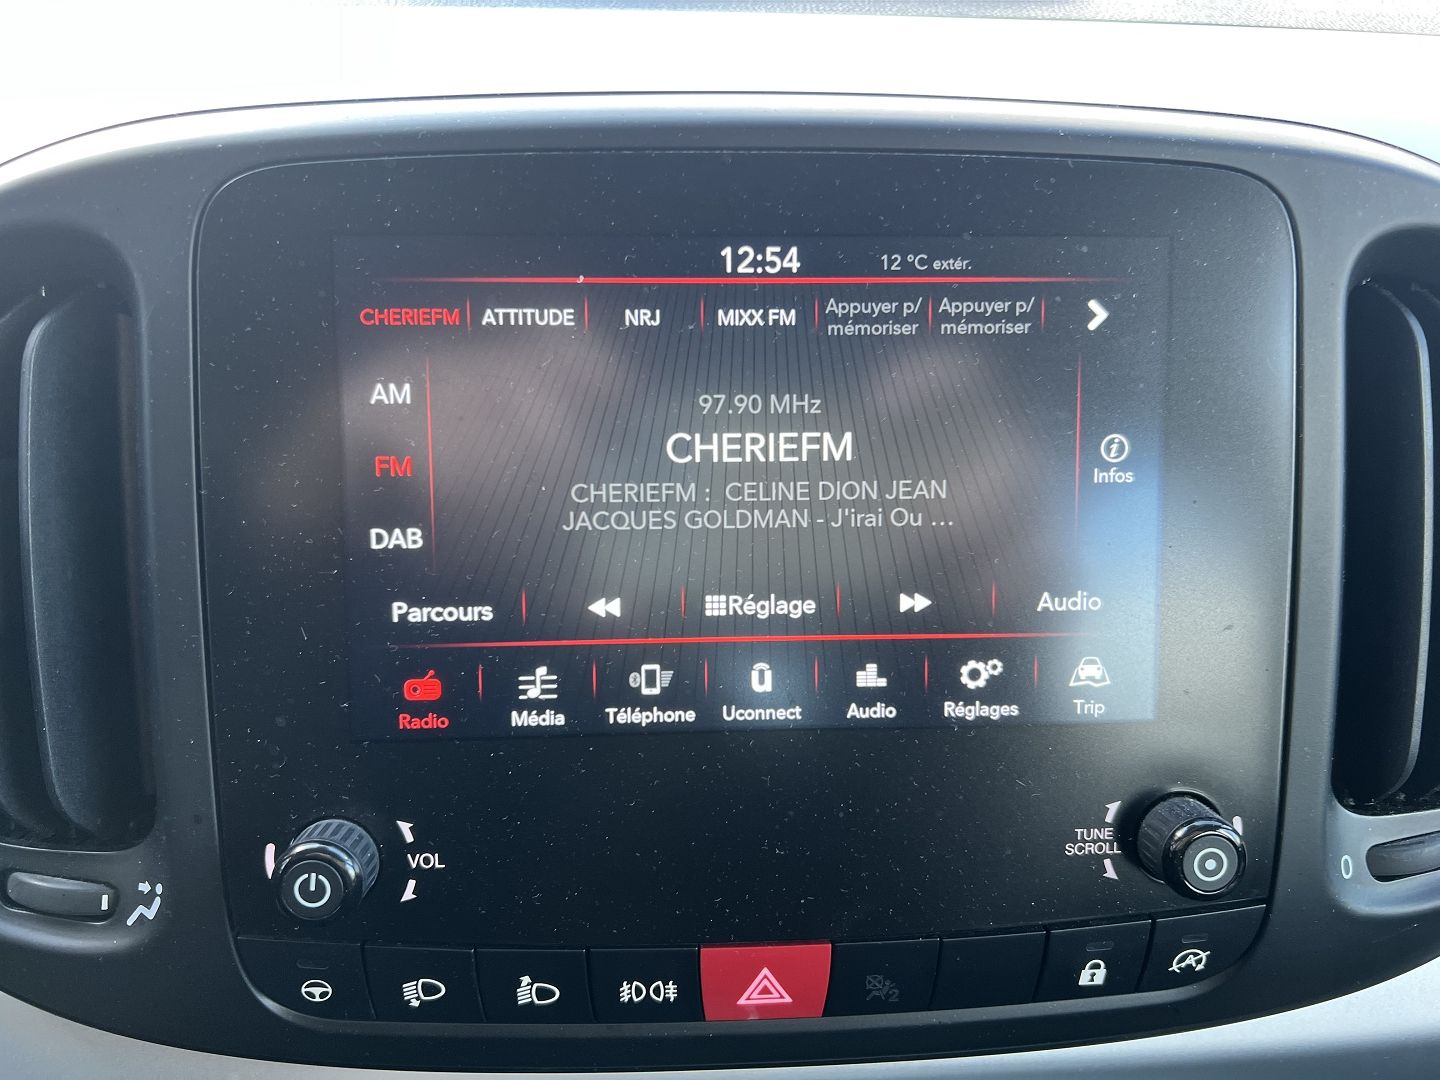 12:54
12 °C extér.
CHERIEFM
ATTITUDE
NRJ
MIXX FM
Appuyer p/
mémoriser
Appuyer p/
mémoriser
AM
FM
DAB
97.90 MHz
CHERIEFM
CHERIEFM : CELINE DION JEAN
JACQUES GOLDMAN - J'irai Ou ...
Infos
Parcours
Réglage
Audio
Radio
Média
Téléphone
Uconnect
Audio
Réglages
Trip
VOL
TUNE
SCROLL
0
2